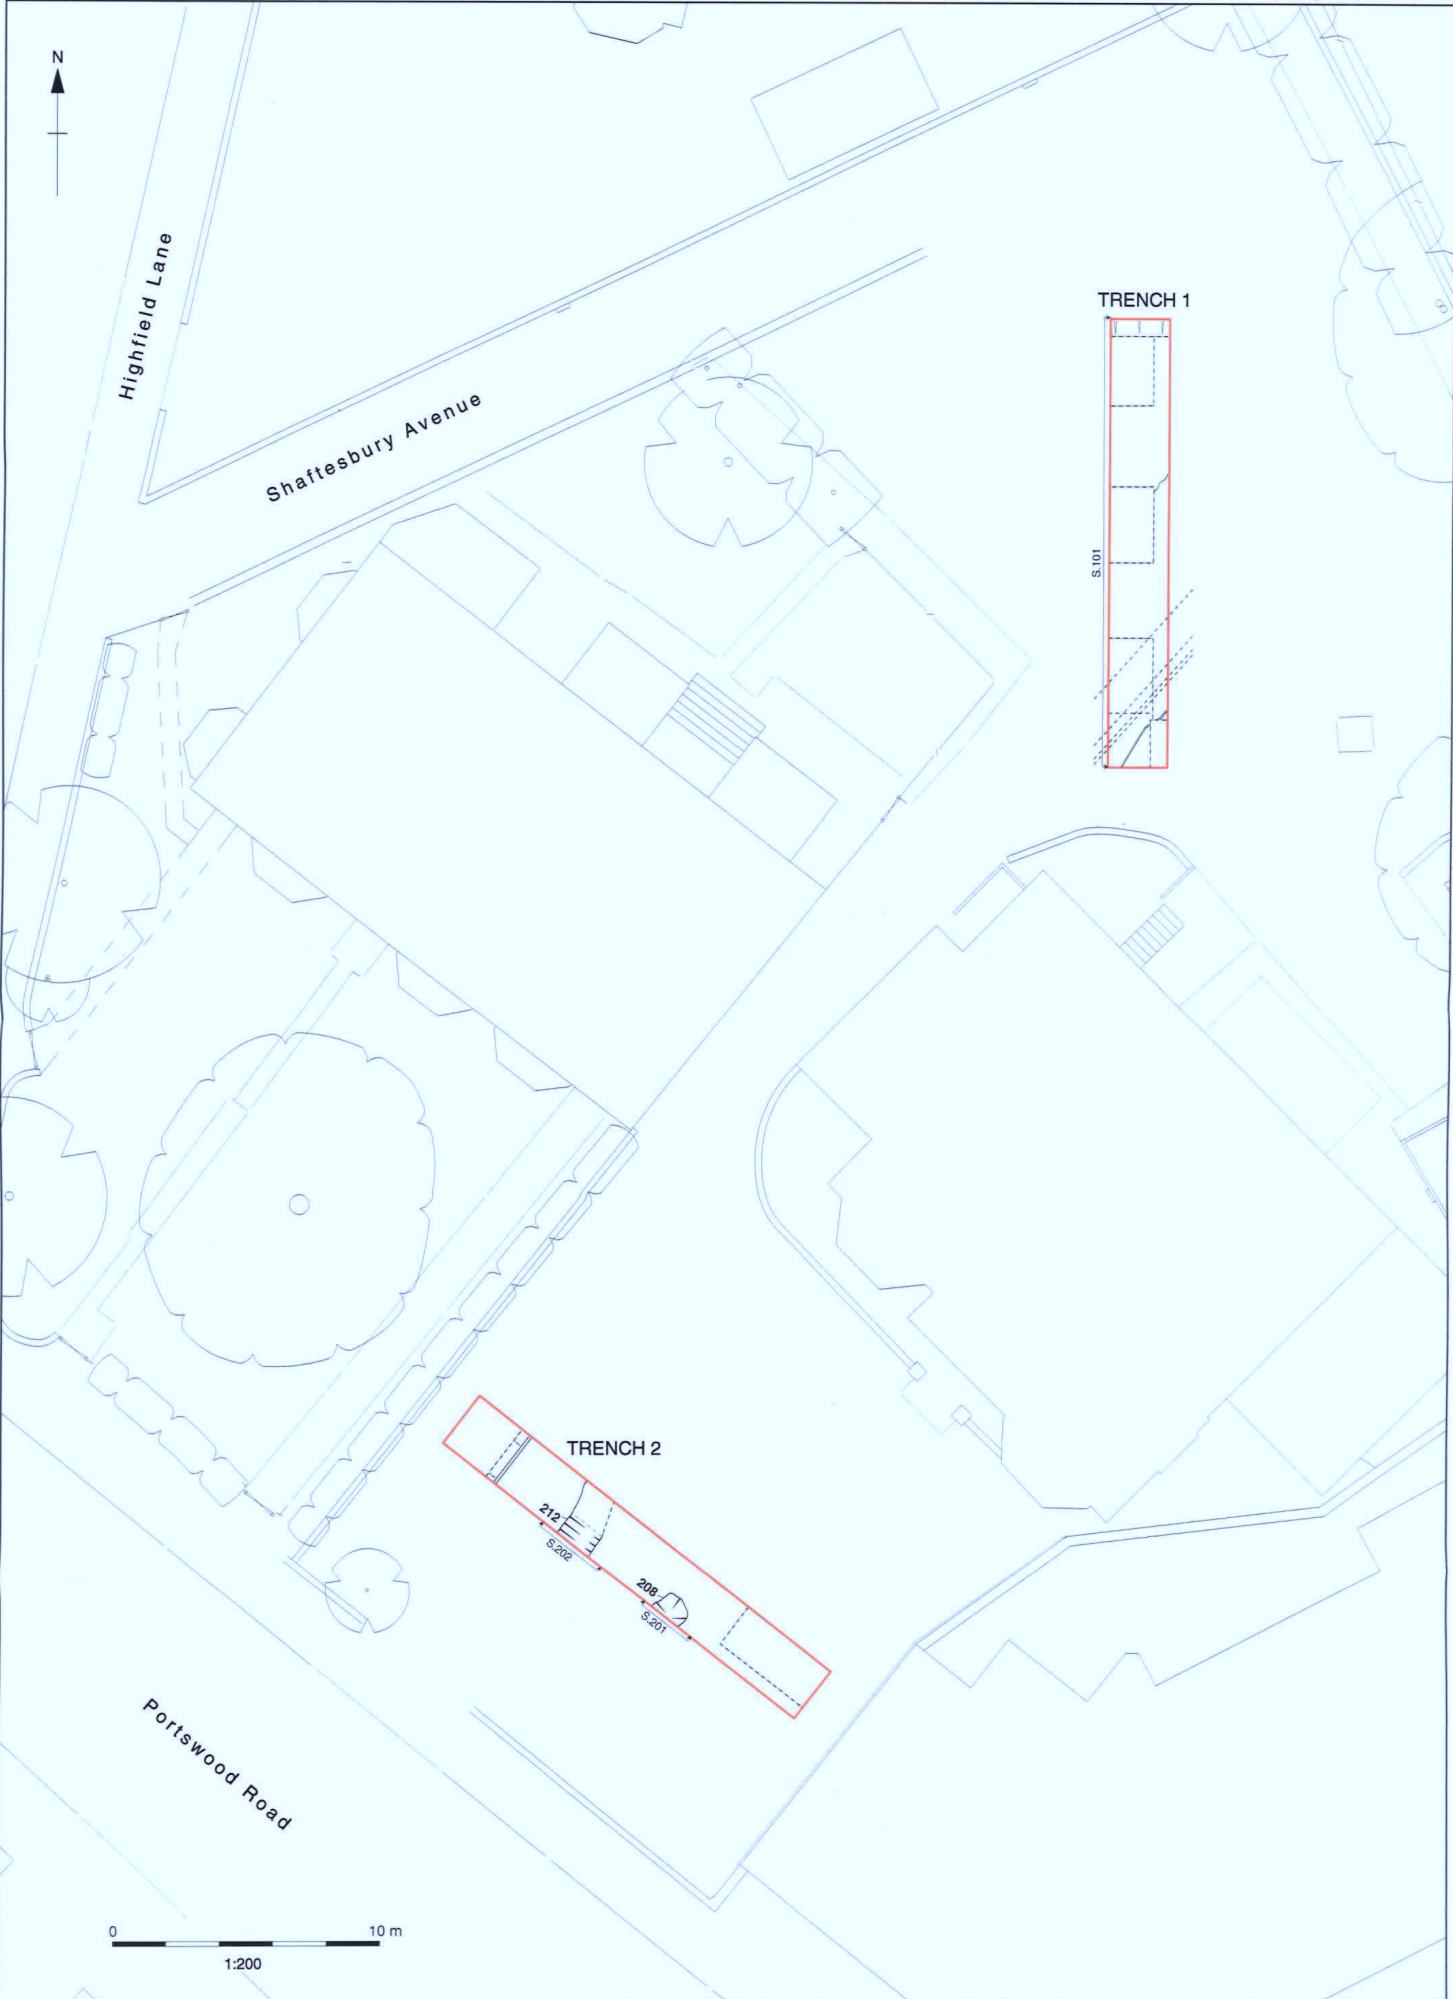 N
Highfield Lane
Shaftesbury Avenue
TRENCH 1
S.101
TRENCH 2
212
S.202
208
S.201
Portswood Road
0 10 m
1:200